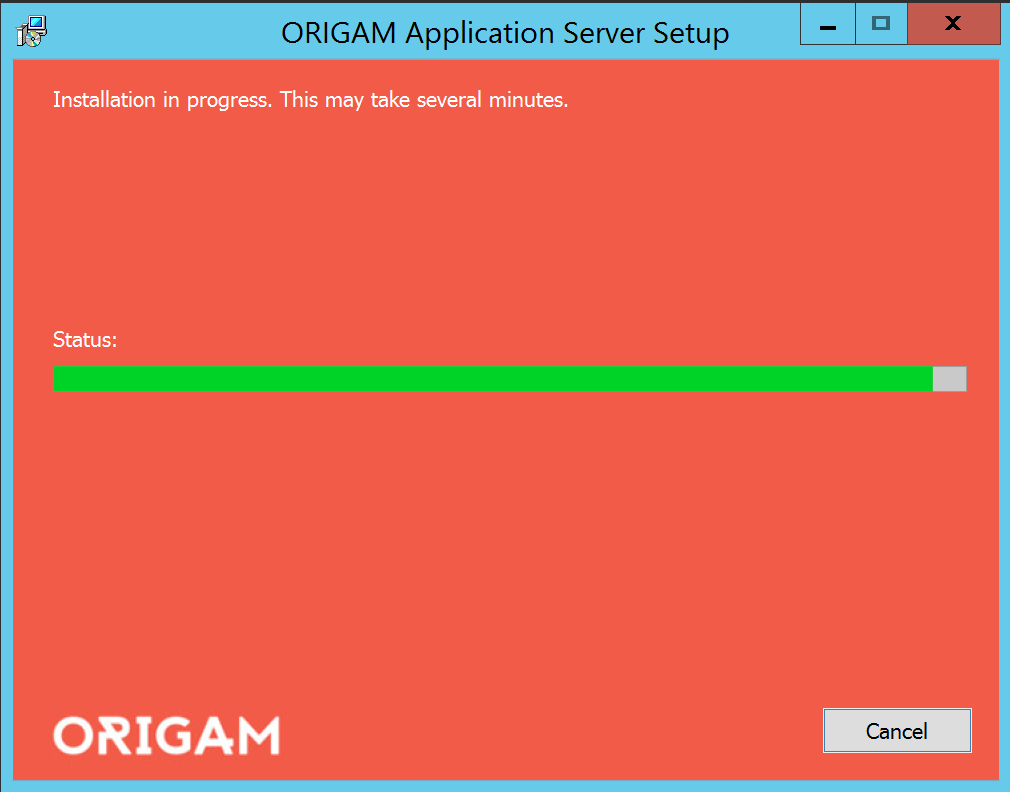 ORIGAM Application Server Setup
Installation in progress. This may take several minutes.
Status:
ORIGAM
Cancel